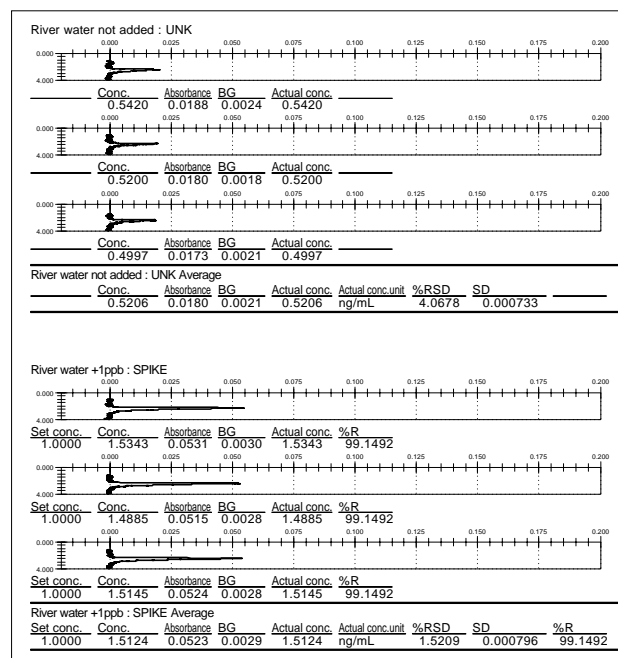 River water not added : UNK
0.000 0.025 0.050 0.075 0.100 0.125 0.150 0.175 0.200
0.000
4.000
Conc. Absorbance BG Actual conc.
0.5420 0.0188 0.0024 0.5420
0.000 0.025 0.050 0.075 0.100 0.125 0.150 0.175 0.200
0.000
4.000
Conc. Absorbance BG Actual conc.
0.5200 0.0180 0.0018 0.5200
0.000 0.025 0.050 0.075 0.100 0.125 0.150 0.175 0.200
0.000
4.000
Conc. Absorbance BG Actual conc.
0.4997 0.0173 0.0021 0.4997
River water not added : UNK Average
Conc. Absorbance BG Actual conc. Actual conc.unit %RSD SD
0.5206 0.0180 0.0021 0.5206 ng/mL 4.0678 0.000733
River water +1ppb : SPIKE
0.000 0.025 0.050 0.075 0.100 0.125 0.150 0.175 0.200
0.000
4.000
Set conc. Conc. Absorbance BG Actual conc. %R
1.0000 1.5343 0.0531 0.0030 1.5343 99.1492
0.000 0.025 0.050 0.075 0.100 0.125 0.150 0.175 0.200
0.000
4.000
Set conc. Conc. Absorbance BG Actual conc. %R
1.0000 1.4885 0.0515 0.0028 1.4885 99.1492
0.000 0.025 0.050 0.075 0.100 0.125 0.150 0.175 0.200
0.000
4.000
Set conc. Conc. Absorbance BG Actual conc. %R
1.0000 1.5145 0.0524 0.0028 1.5145 99.1492
River water +1ppb : SPIKE Average
Set conc. Conc. Absorbance BG Actual conc. Actual conc.unit %RSD SD %R
1.0000 1.5124 0.0523 0.0029 1.5124 ng/mL 1.5209 0.000796 99.1492